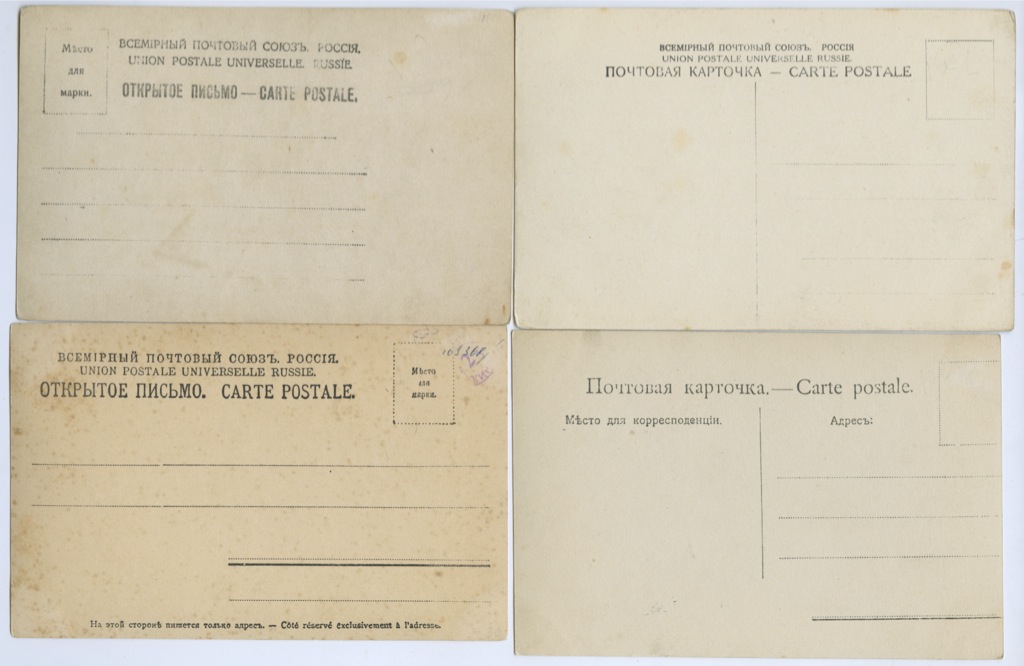 Мѣсто
для
марки.
ВСЕМІРНЫЙ ПОЧТОВЫЙ СОЮЗЪ. РОССІЯ.
UNION POSTALE UNIVERSELLE. RUSSIE.
ОТКРЫТОЕ ПИСЬМО — CARTE POSTALE.
ВСЕМІРНЫЙ ПОЧТОВЫЙ СОЮЗЪ. РОССІЯ
UNION POSTALE UNIVERSELLE RUSSIE.
ПОЧТОВАЯ КАРТОЧКА — CARTE POSTALE
ВСЕМІРНЫЙ ПОЧТОВЫЙ СОЮЗЪ. РОССІЯ.
UNION POSTALE UNIVERSELLE RUSSIE.
ОТКРЫТОЕ ПИСЬМО. CARTE POSTALE.
Мѣсто
для
марки.
На этой сторонѣ пишется только адресъ. — Côté réservé exclusivement à l'adresse.
Почтовая карточка. — Carte postale.
Мѣсто для корреспонденціи.
Адресъ: